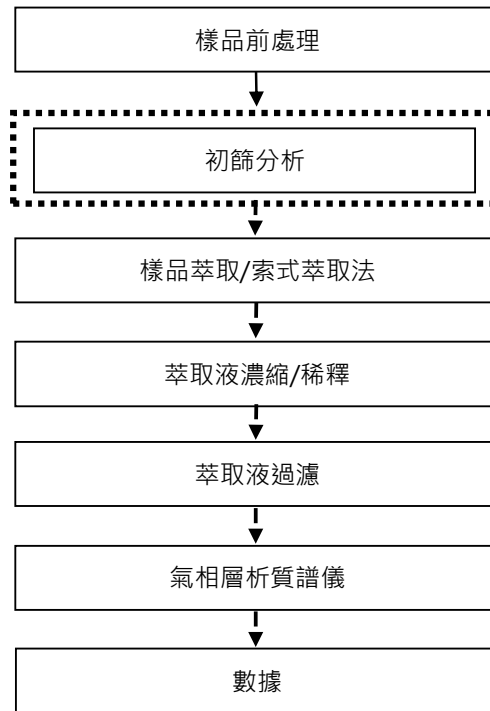 樣品前處理
初篩分析
樣品萃取/索式萃取法
萃取液濃縮/稀釋
萃取液過濾
氣相層析質譜儀
數據